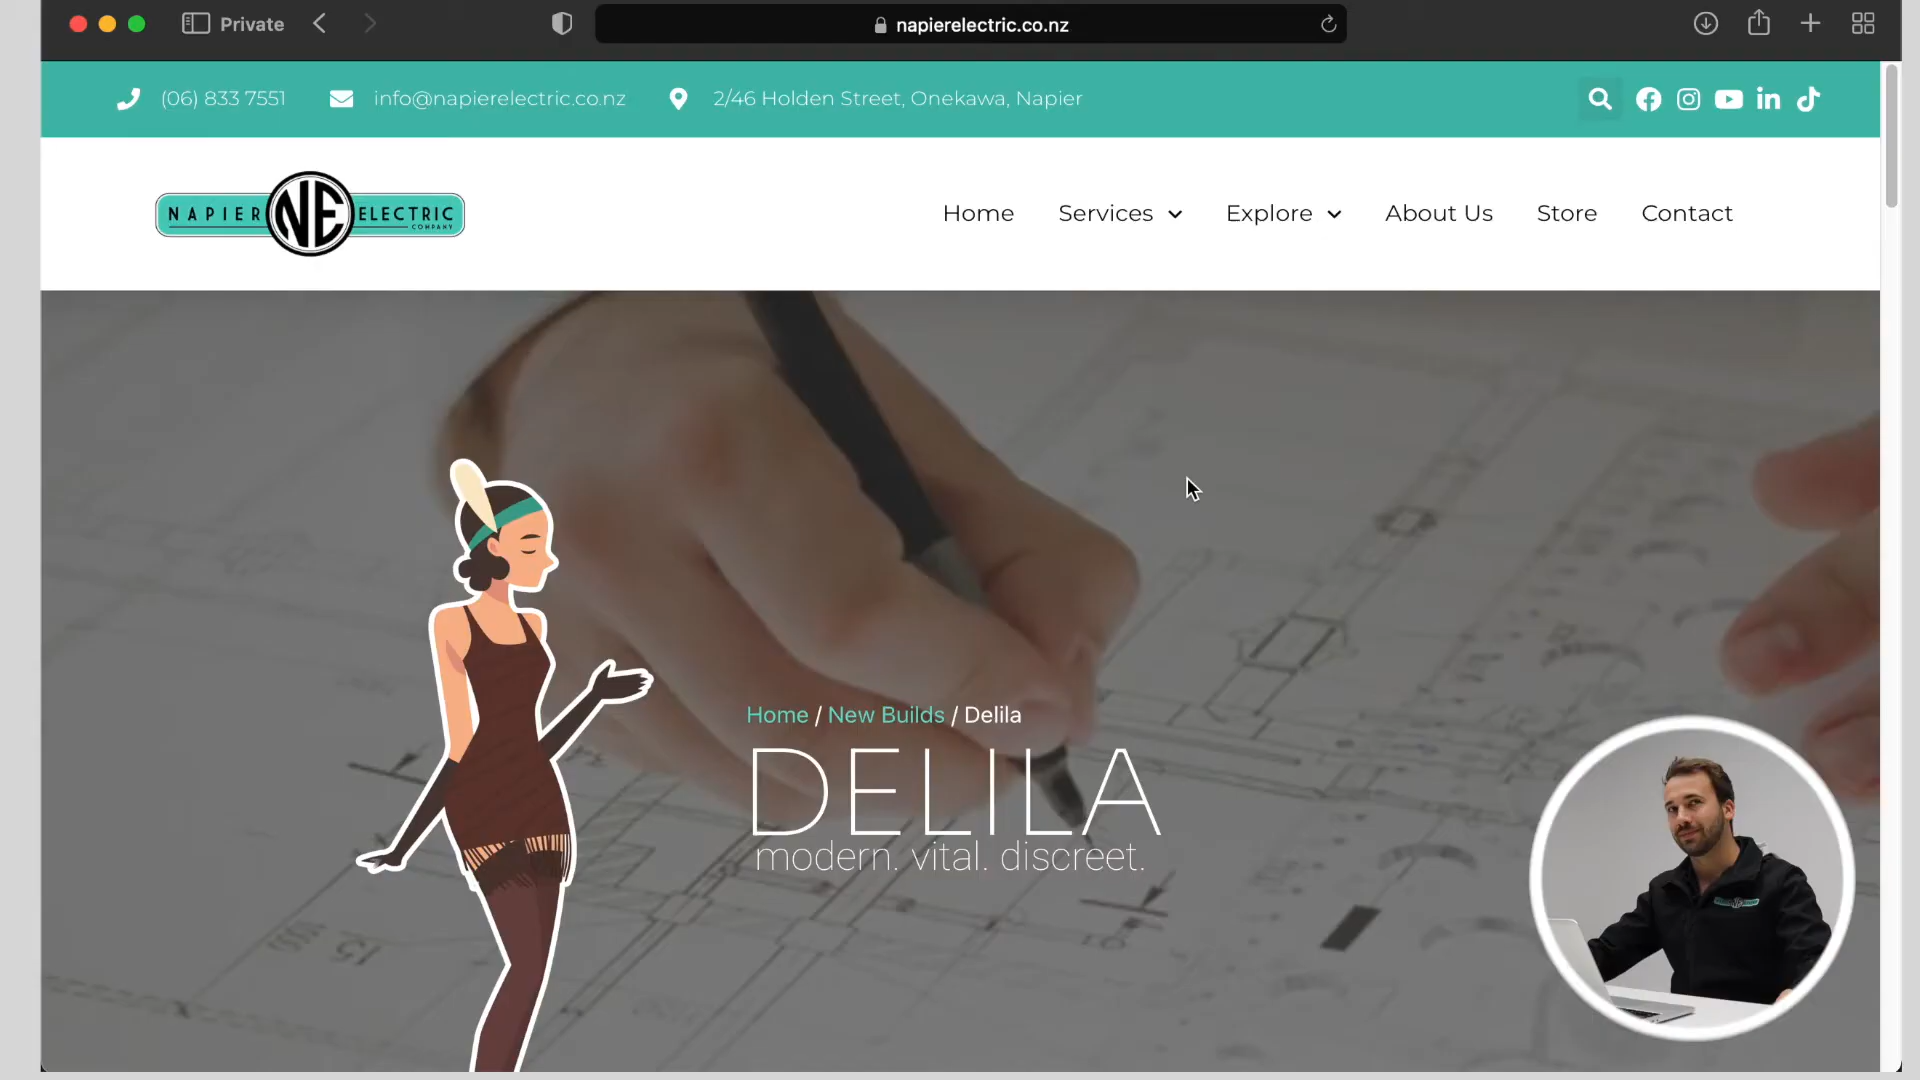 Private
napierelectric.co.nz
(06) 833 7551
info@napierelectric.co.nz
2/46 Holden Street, Onekawa, Napier
NAPIER NE ELECTRIC
COMPANY
Home
Services
Explore
About Us
Store
Contact
Home / New Builds / Delila
DELILA
modern. vital. discreet.